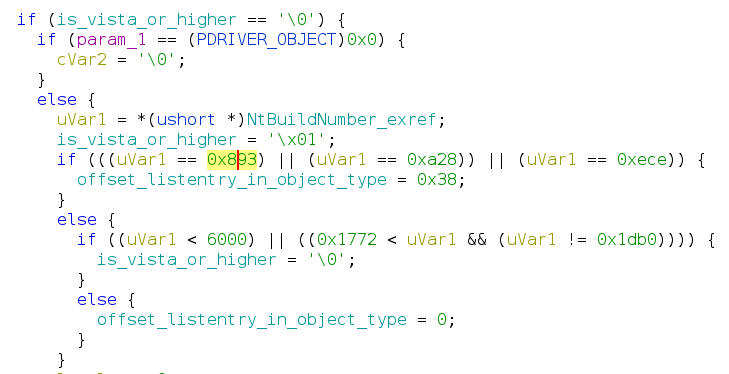 if (is_vista_or_higher == '\0') {
if (param_1 == (PDRIVER_OBJECT)0x0) {
cVar2 = '\0';
}
else {
uVar1 = *(ushort *)NtBuildNumber_exref;
is_vista_or_higher = '\x01';
if (((uVar1 == 0x893) || (uVar1 == 0xa28)) || (uVar1 == 0xece)) {
offset_listentry_in_object_type = 0x38;
}
else {
if ((uVar1 < 6000) || ((0x1772 < uVar1 && (uVar1 != 0x1db0)))) {
is_vista_or_higher = '\0';
}
else {
offset_listentry_in_object_type = 0;
}
}